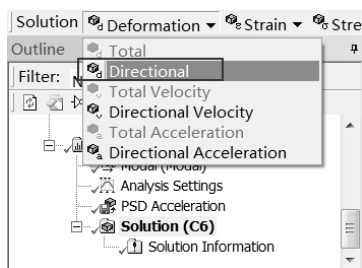 Solution Deformation Strain Stre
Outline
Total
Filter:
Directional
Total Velocity
Directional Velocity
Total Acceleration
Directional Acceleration
Modal (Modal)
Analysis Settings
PSD Acceleration
Solution (C6)
Solution Information